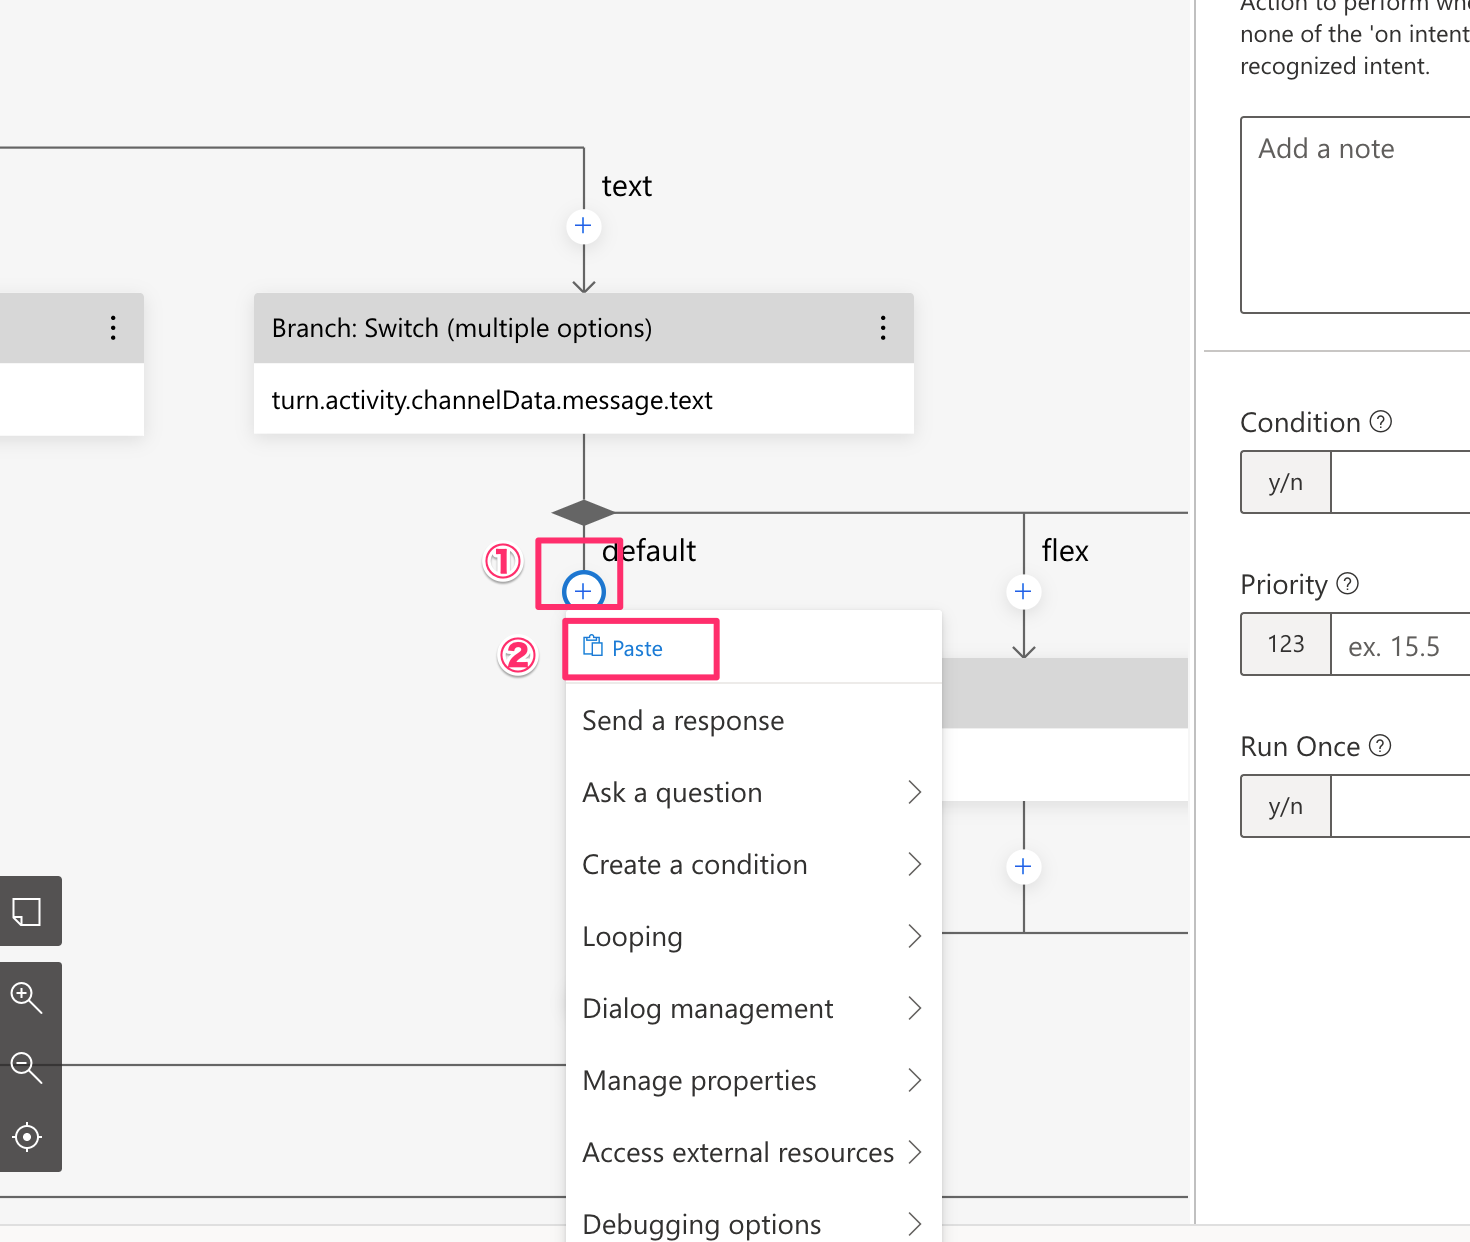 Action to perform
none of the 'on intent
recognized intent.
Add a note
text
Branch: Switch (multiple options)
turn.activity.channelData.message.text
Condition
y/n
① default
flex
Priority
123 ex. 15.5
② Paste
Send a response
Run Once
Ask a question
y/n
Create a condition
Looping
Dialog management
Manage properties
Access external resources
Debugging options